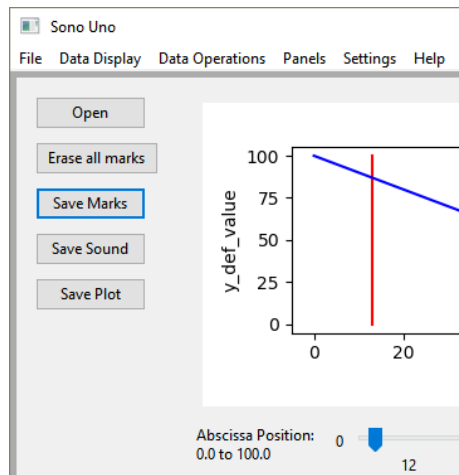 Sono Uno
File Data Display Data Operations Panels Settings Help
Open
Erase all marks
Save Marks
Save Sound
Save Plot
100
75
50
25
0
y_def_value
0 20
Abscissa Position:
0.0 to 100.0
0
12